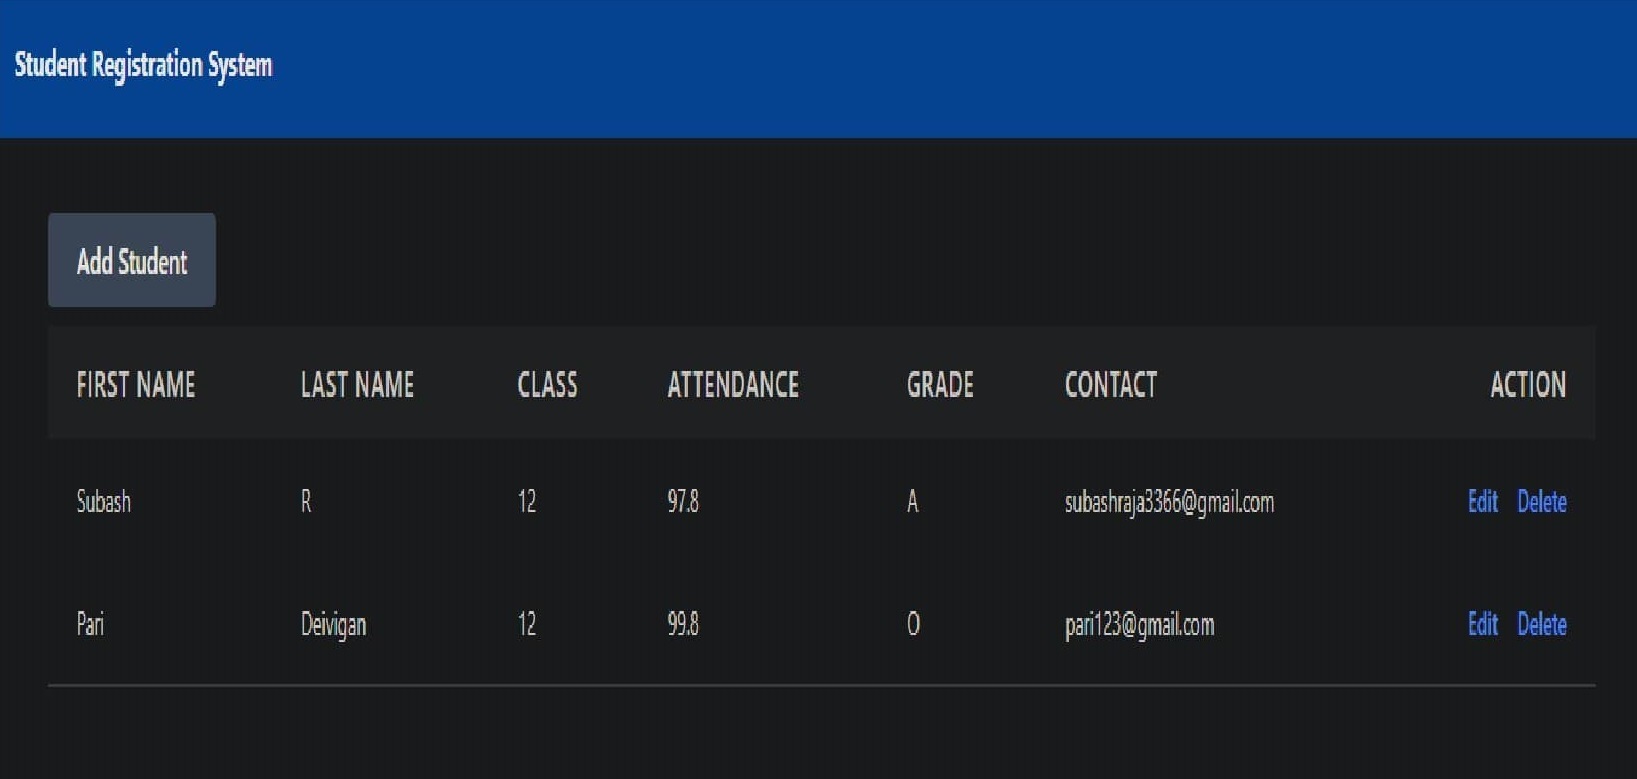 Student Registration System
Add Student
FIRST NAME LAST NAME CLASS ATTENDANCE GRADE CONTACT ACTION
Subash R 12 97.8 A subashraja3366@gmail.com Edit Delete
Pari Deivigan 12 99.8 O pari123@gmail.com Edit Delete